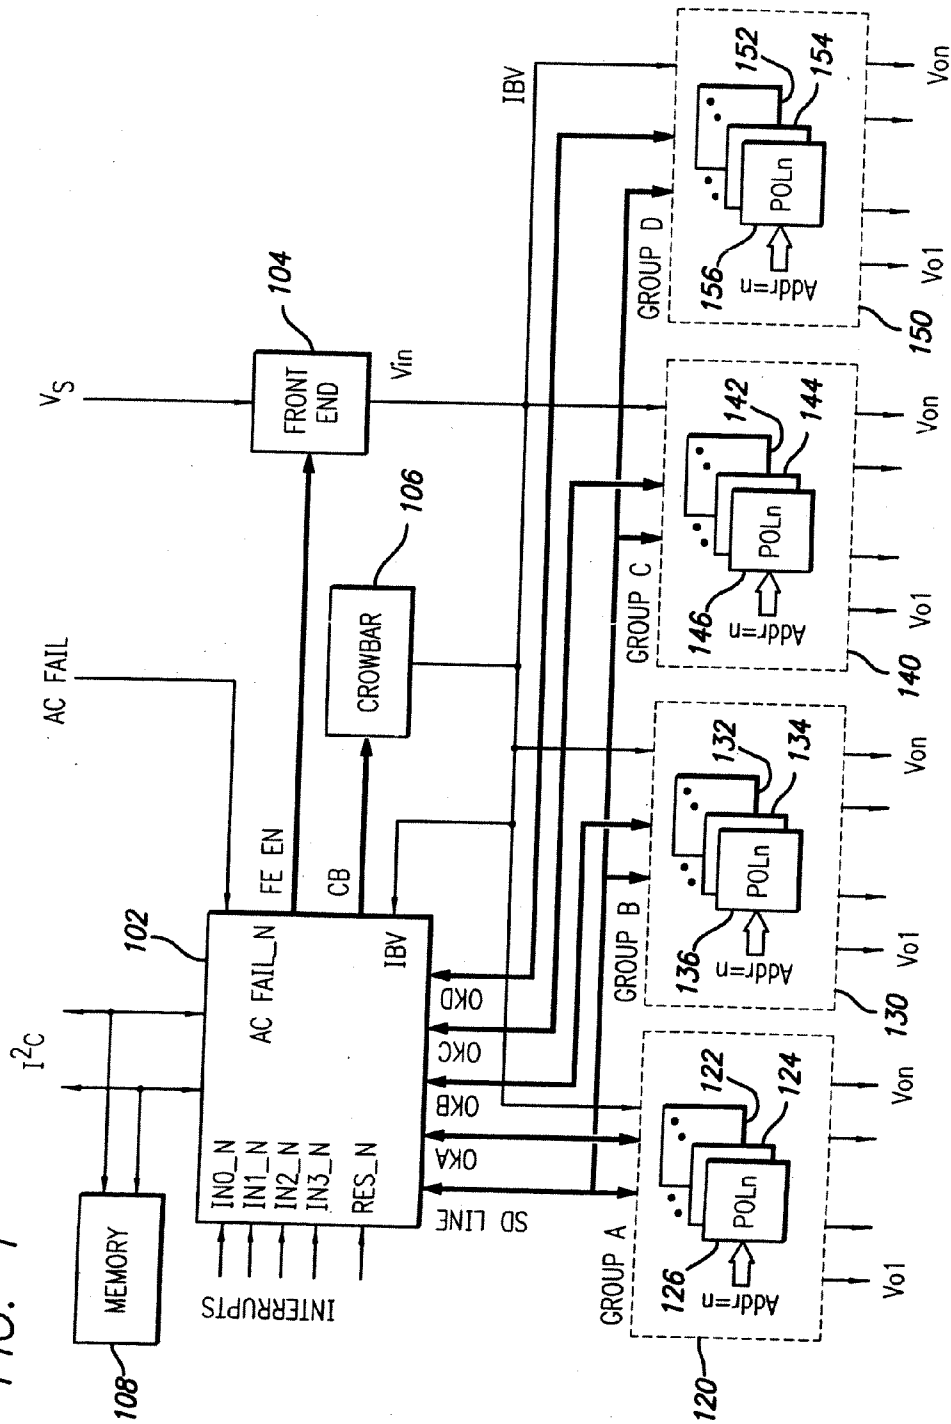 FIG. 1
I²C
AC FAIL
VS
108
MEMORY
102
104
FRONT
END
Vin
106
CROWBAR
FE EN
CB
INTERRUPTS
IN0_N
IN1_N
IN2_N
IN3_N
RES_N
AC FAIL_N
IBV
SD LINE
OKA
OKB
OKC
OKD
IBV
GROUP A
126
122
124
POLn
Addr=n
120
Vo1
Von
GROUP B
136
132
134
POLn
Addr=n
130
Vo1
Von
GROUP C
146
142
144
POLn
Addr=n
140
Vo1
Von
GROUP D
156
152
154
POLn
Addr=n
150
Vo1
Von